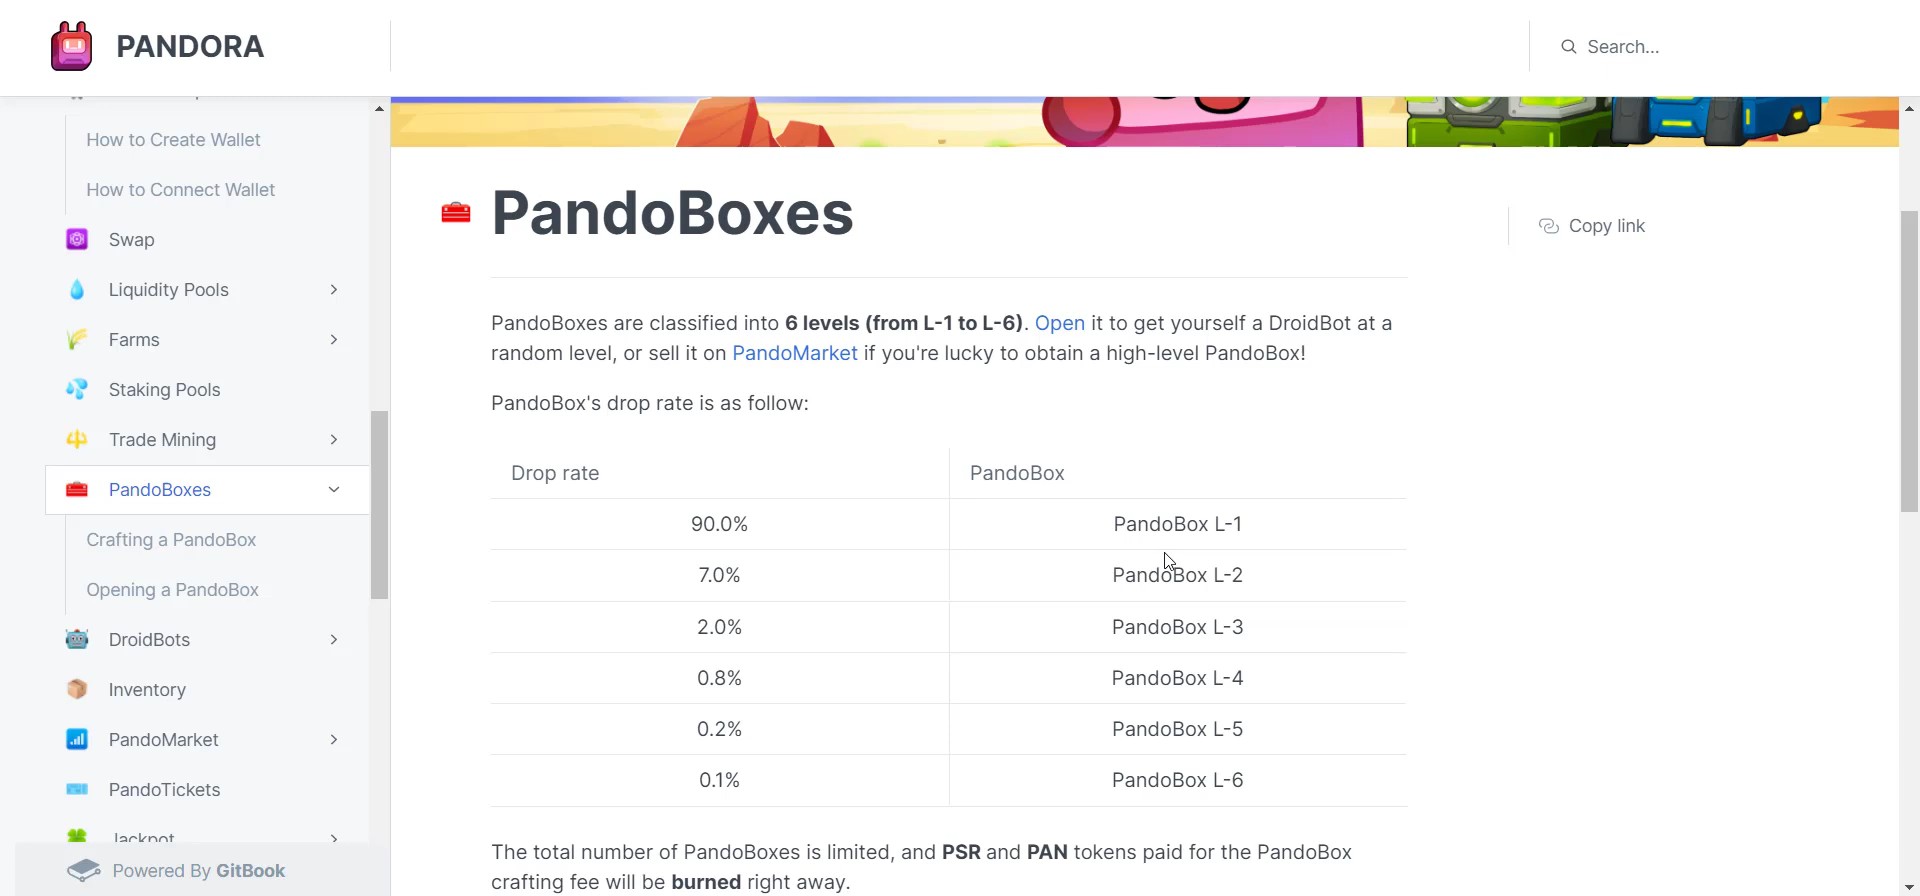 PANDORA
Search...
How to Create Wallet
How to Connect Wallet
Swap
Liquidity Pools
Farms
Staking Pools
Trade Mining
PandoBoxes
Crafting a PandoBox
Opening a PandoBox
DroidBots
Inventory
PandoMarket
PandoTickets
Jackpot
Powered By GitBook
PandoBoxes
Copy link
PandoBoxes are classified into 6 levels (from L-1 to L-6). Open it to get yourself a DroidBot at a
random level, or sell it on PandoMarket if you're lucky to obtain a high-level PandoBox!
PandoBox's drop rate is as follow:
Drop rate PandoBox
90.0% PandoBox L-1
7.0% PandoBox L-2
2.0% PandoBox L-3
0.8% PandoBox L-4
0.2% PandoBox L-5
0.1% PandoBox L-6
The total number of PandoBoxes is limited, and PSR and PAN tokens paid for the PandoBox
crafting fee will be burned right away.